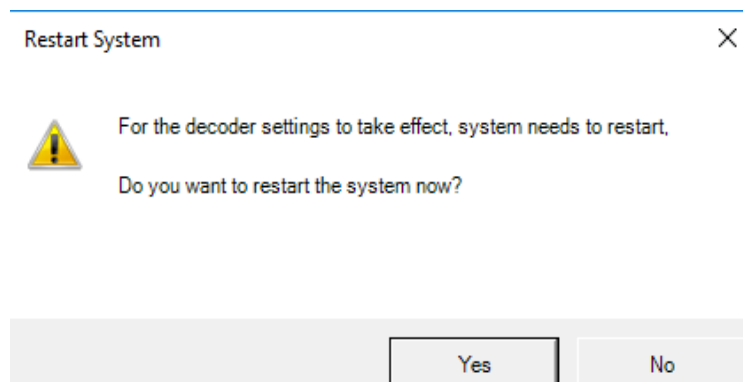 Restart System
For the decoder settings to take effect, system needs to restart,
Do you want to restart the system now?
Yes
No